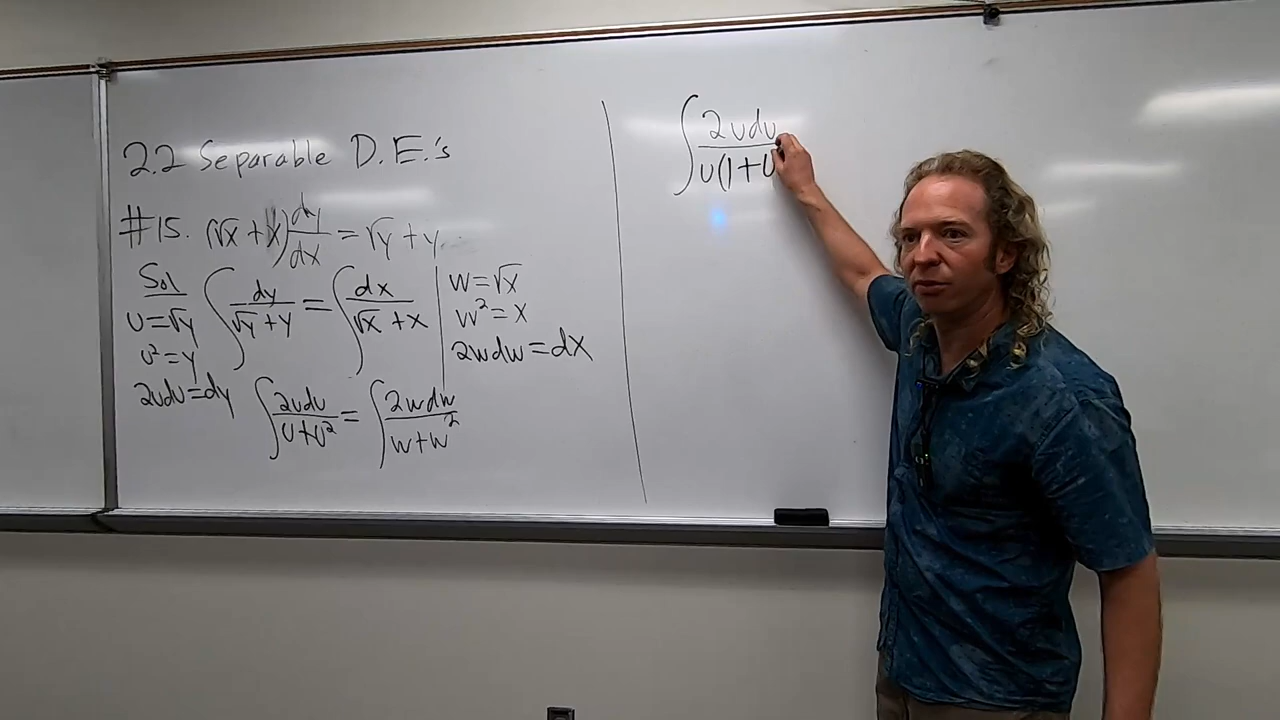 2.2 Separable D.E.'s
#15. (√x + x) dy/dx = √y + y
Sol
∫ dy/(√y + y) = ∫ dx/(√x + x)
u = √y
u² = y
2udu = dy
w = √x
w² = x
2wdw = dx
∫ 2udu/(u + u²) = ∫ 2wdw/(w + w²)
∫ 2udu/u(1+u